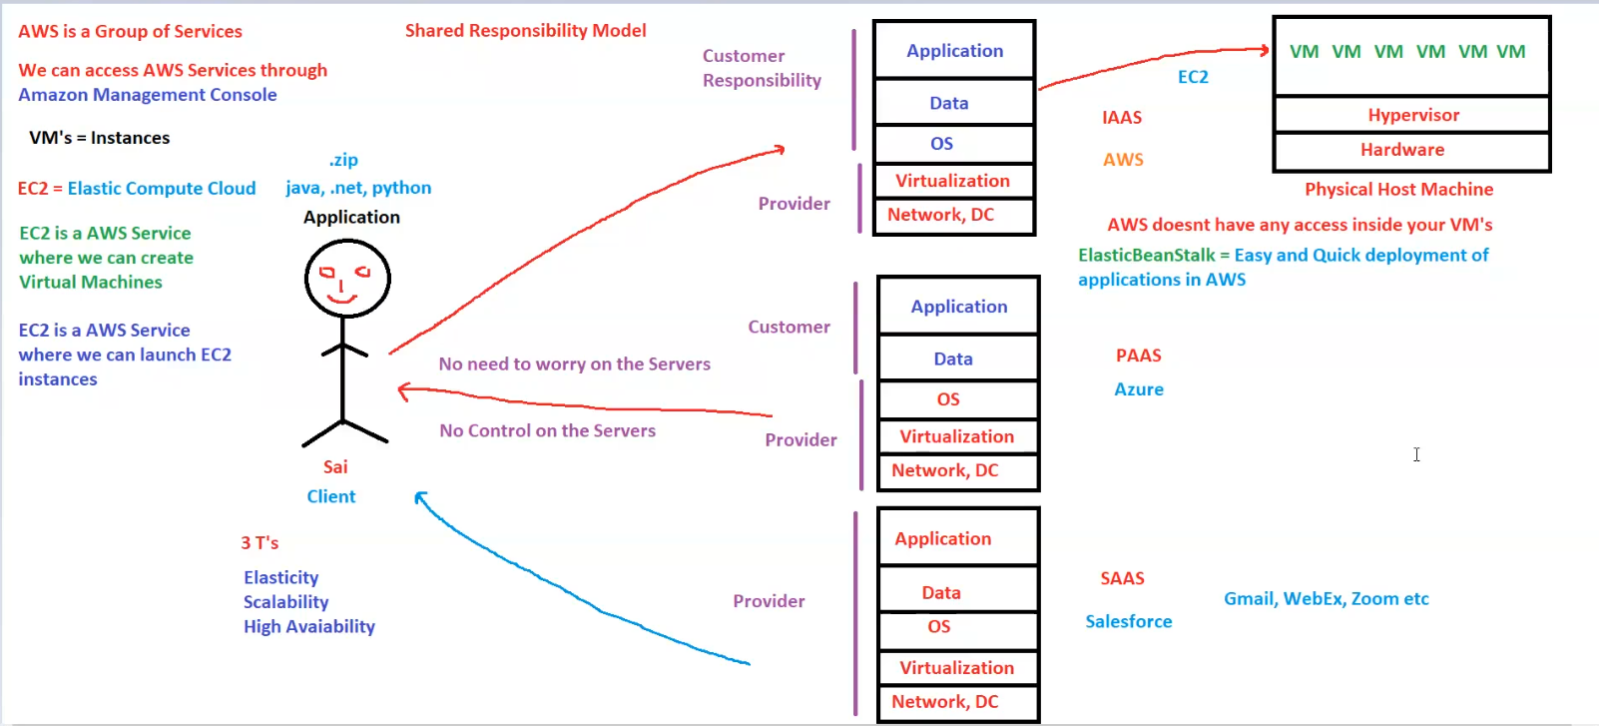 AWS is a Group of Services
We can access AWS Services through
Amazon Management Console
VM's = Instances
EC2 = Elastic Compute Cloud
EC2 is a AWS Service
where we can create
Virtual Machines
EC2 is a AWS Service
where we can launch EC2
instances
.zip
java, .net, python
Application
Sai
Client
3 T's
Elasticity
Scalability
High Avaiability
Shared Responsibility Model
No need to worry on the Servers
No Control on the Servers
Customer
Responsibility
Provider
Application
Data
OS
Virtualization
Network, DC
EC2
IAAS
AWS
VM VM VM VM VM VM
Hypervisor
Hardware
Physical Host Machine
AWS doesnt have any access inside your VM's
ElasticBeanStalk = Easy and Quick deployment of
applications in AWS
Customer
Provider
Application
Data
OS
Virtualization
Network, DC
PAAS
Azure
Provider
Application
Data
OS
Virtualization
Network, DC
SAAS
Salesforce
Gmail, WebEx, Zoom etc